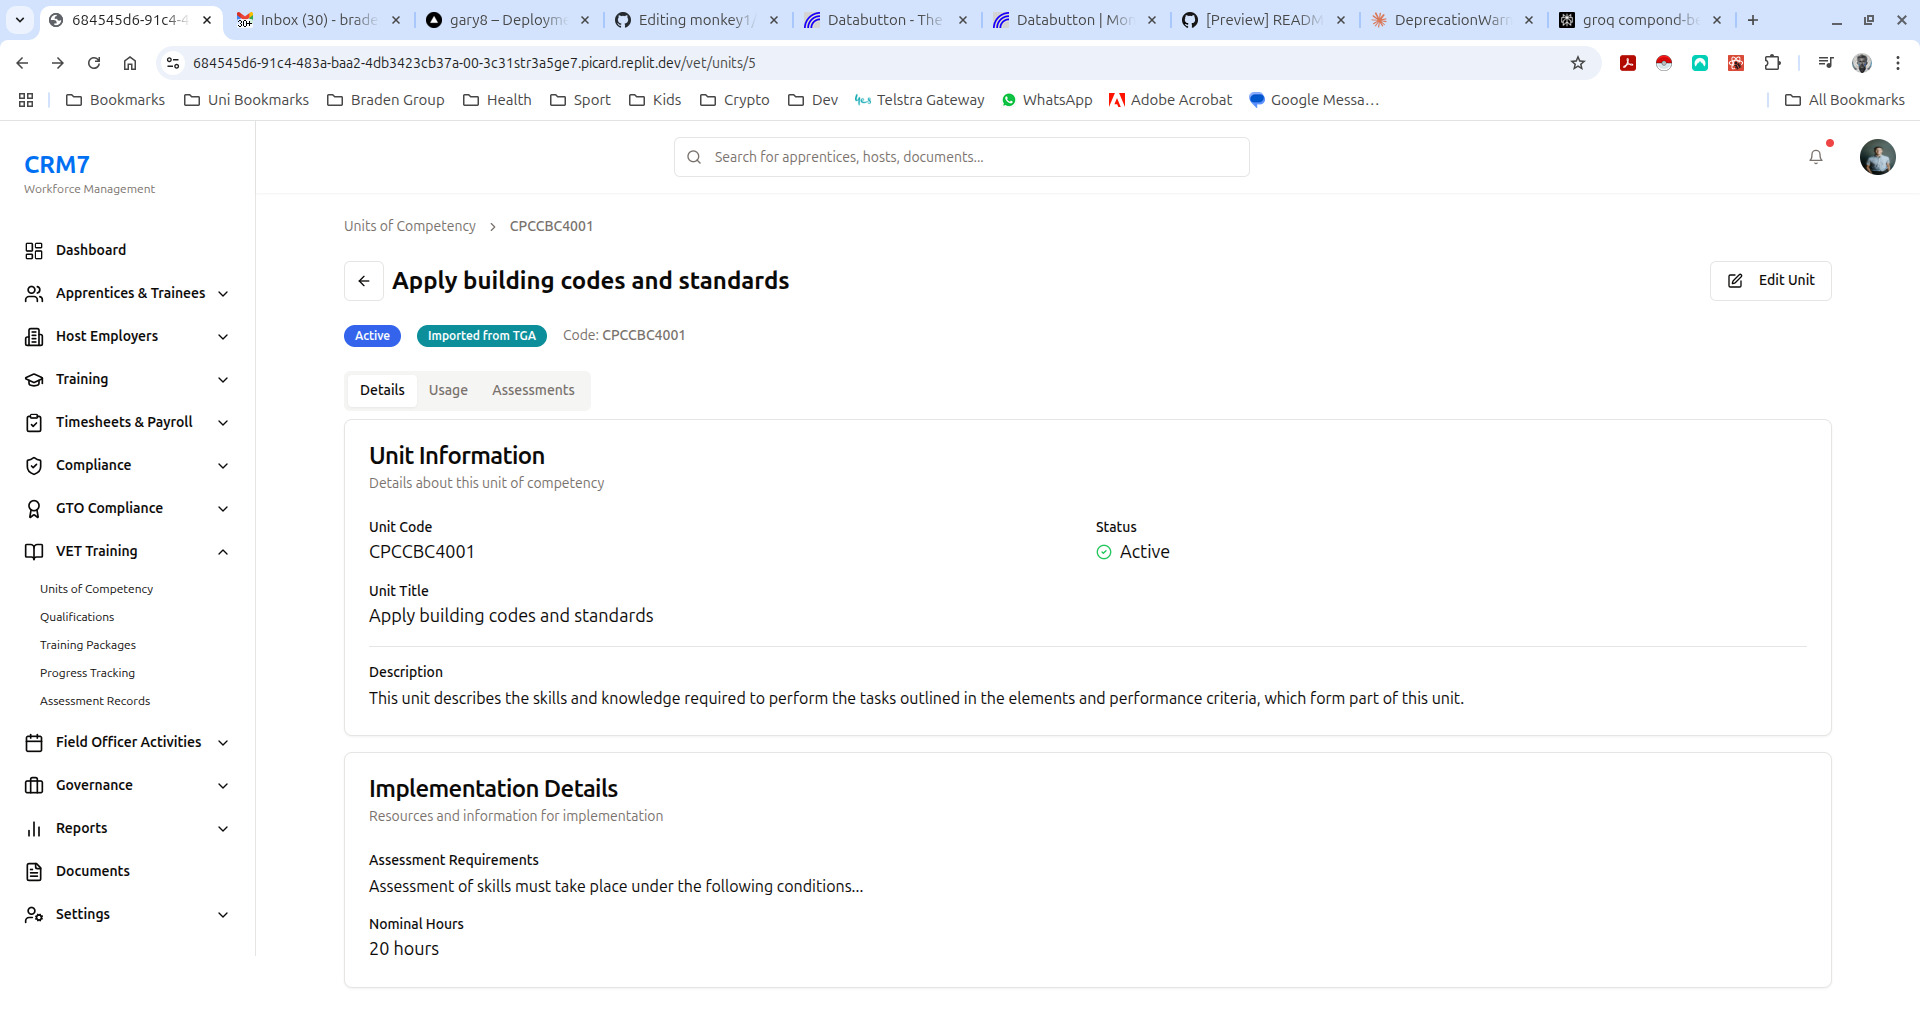 684545d6-91c4-4
Inbox (30) - brade
gary8 – Deployme
Editing monkey1/
Databutton - The
Databutton | Mon
[Preview] READM
DeprecationWarn
groq compond-be
684545d6-91c4-483a-baa2-4db3423cb37a-00-3c31str3a5ge7.picard.replit.dev/vet/units/5
Bookmarks
Uni Bookmarks
Braden Group
Health
Sport
Kids
Crypto
Dev
Telstra Gateway
WhatsApp
Adobe Acrobat
Google Messa...
All Bookmarks
CRM7
Workforce Management
Search for apprentices, hosts, documents...
Dashboard
Apprentices & Trainees
Host Employers
Training
Timesheets & Payroll
Compliance
GTO Compliance
VET Training
Units of Competency
Qualifications
Training Packages
Progress Tracking
Assessment Records
Field Officer Activities
Governance
Reports
Documents
Settings
Units of Competency > CPCCBC4001
Apply building codes and standards
Edit Unit
Active
Imported from TGA
Code: CPCCBC4001
Details
Usage
Assessments
Unit Information
Details about this unit of competency
Unit Code
CPCCBC4001
Status
Active
Unit Title
Apply building codes and standards
Description
This unit describes the skills and knowledge required to perform the tasks outlined in the elements and performance criteria, which form part of this unit.
Implementation Details
Resources and information for implementation
Assessment Requirements
Assessment of skills must take place under the following conditions...
Nominal Hours
20 hours